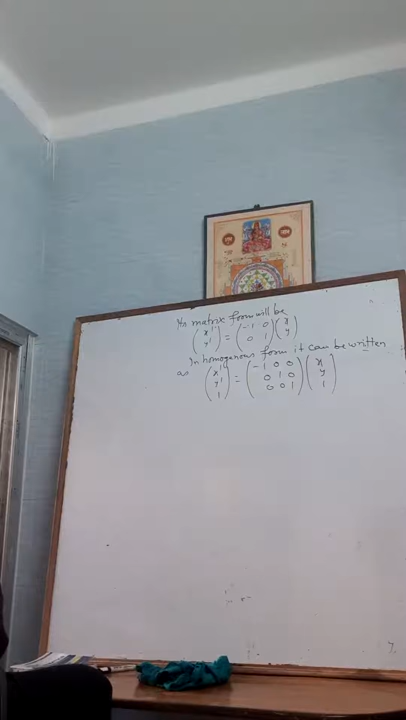 Its matrix form will be
(x' y') = (-1 0 0 1)(x y)
In homogenous form it can be written
as (x' y' 1) = (-1 0 0 0 1 0 0 0 1)(x y 1)